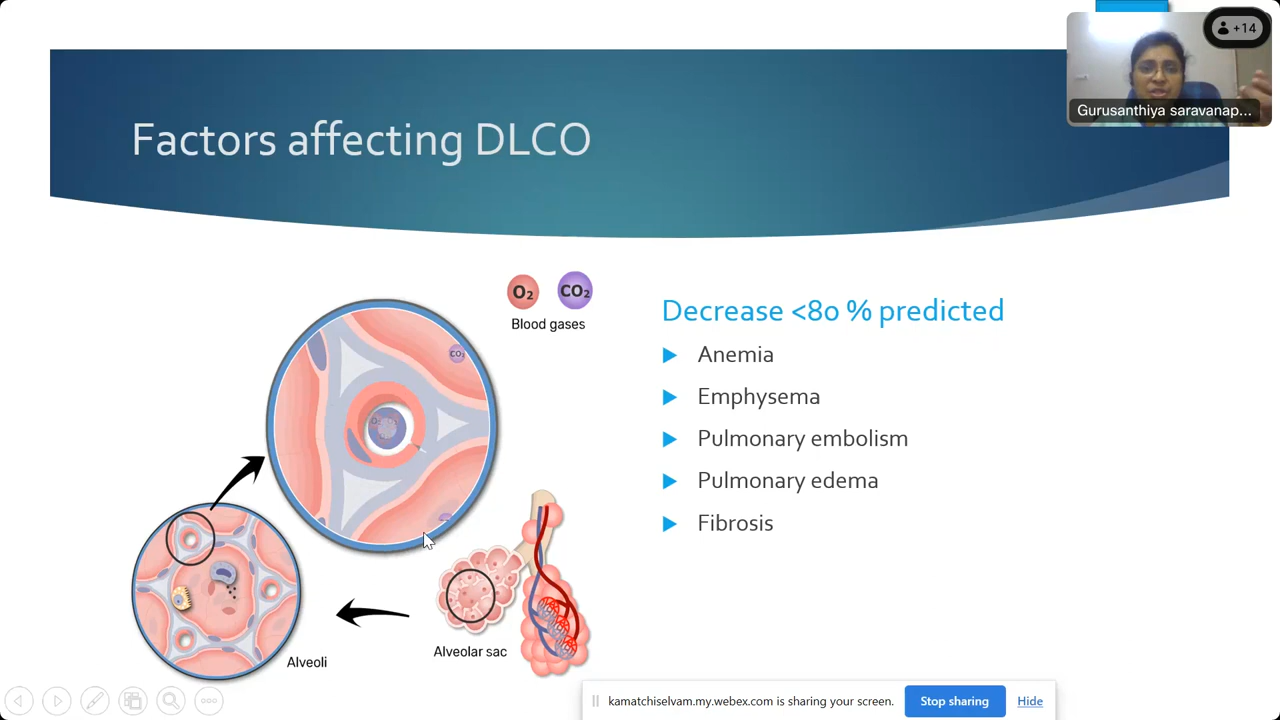 +14
Gurusanthiya saravanap...
Factors affecting DLCO
O₂ CO₂
Blood gases
Decrease <80 % predicted
Anemia
Emphysema
Pulmonary embolism
Pulmonary edema
Fibrosis
CO₂
Alveolar sac
Alveoli
kamatchiselvam.my.webex.com is sharing your screen.
Stop sharing
Hide